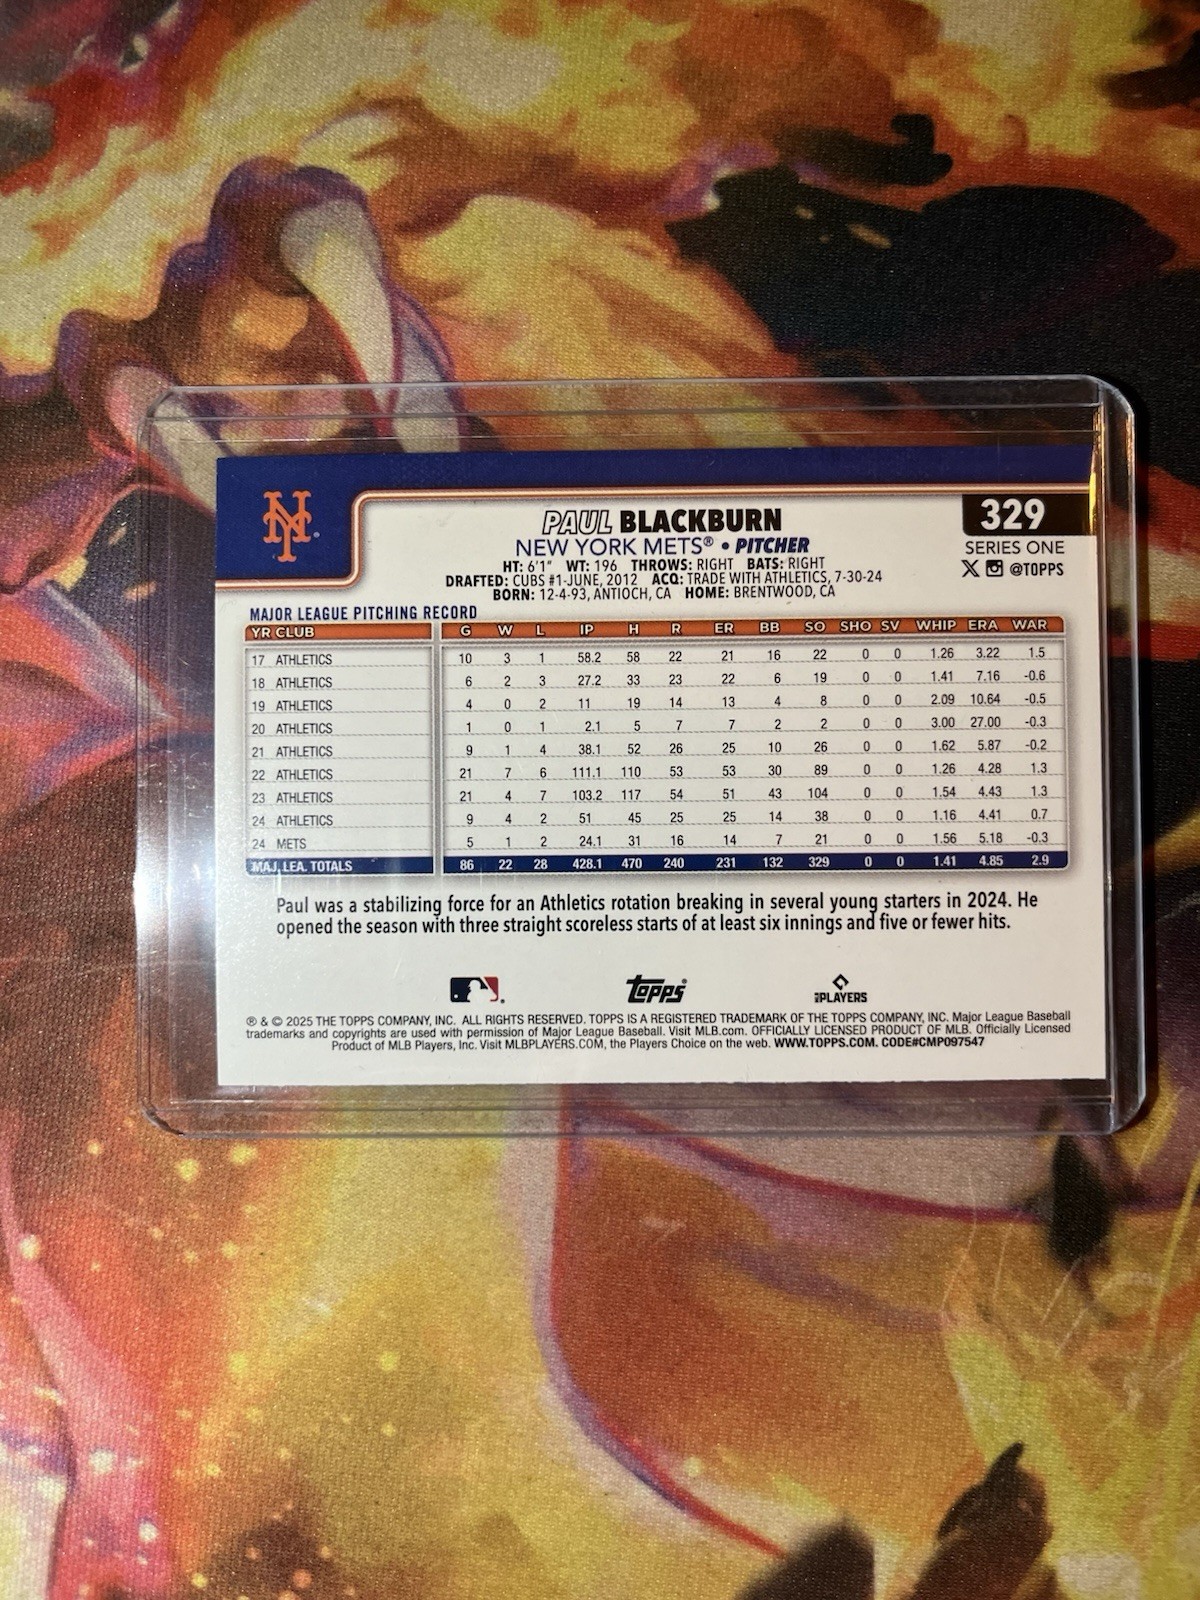 NY
PAUL BLACKBURN
329
NEW YORK METS® • PITCHER
SERIES ONE
HT: 6'1" WT: 196 THROWS: RIGHT BATS: RIGHT
X @TOPPS
DRAFTED: CUBS #1-JUNE, 2012 ACQ: TRADE WITH ATHLETICS, 7-30-24
BORN: 12-4-93, ANTIOCH, CA HOME: BRENTWOOD, CA
MAJOR LEAGUE PITCHING RECORD
YR CLUB G W L IP H R ER BB SO SHO SV WHIP ERA WAR
17 ATHLETICS 10 3 1 58.2 58 22 21 16 22 0 0 1.26 3.22 1.5
18 ATHLETICS 6 2 3 27.2 33 23 22 6 19 0 0 1.41 7.16 -0.6
19 ATHLETICS 4 0 2 11 19 14 13 4 8 0 0 2.09 10.64 -0.5
20 ATHLETICS 1 0 1 2.1 5 7 7 2 2 0 0 3.00 27.00 -0.3
21 ATHLETICS 9 1 4 38.1 52 26 25 10 26 0 0 1.62 5.87 -0.2
22 ATHLETICS 21 7 6 111.1 110 53 53 30 89 0 0 1.26 4.28 1.3
23 ATHLETICS 21 4 7 103.2 117 54 51 43 104 0 0 1.54 4.43 1.3
24 ATHLETICS 9 4 2 51 45 25 25 14 38 0 0 1.16 4.41 0.7
24 METS 5 1 2 24.1 31 16 14 7 21 0 0 1.56 5.18 -0.3
MAJ. LEA. TOTALS 86 22 28 428.1 470 240 231 132 329 0 0 1.41 4.85 2.9
Paul was a stabilizing force for an Athletics rotation breaking in several young starters in 2024. He
opened the season with three straight scoreless starts of at least six innings and five or fewer hits.
topps® MLB PLAYERS
® & © 2025 THE TOPPS COMPANY, INC. ALL RIGHTS RESERVED. TOPPS IS A REGISTERED TRADEMARK OF THE TOPPS COMPANY, INC. Major League Baseball
trademarks and copyrights are used with permission of Major League Baseball. Visit MLB.com. OFFICIALLY LICENSED PRODUCT OF MLB. Officially Licensed
Product of MLB Players, Inc. Visit MLBPLAYERS.COM, the Players Choice on the web. WWW.TOPPS.COM. CODE#CMP097547